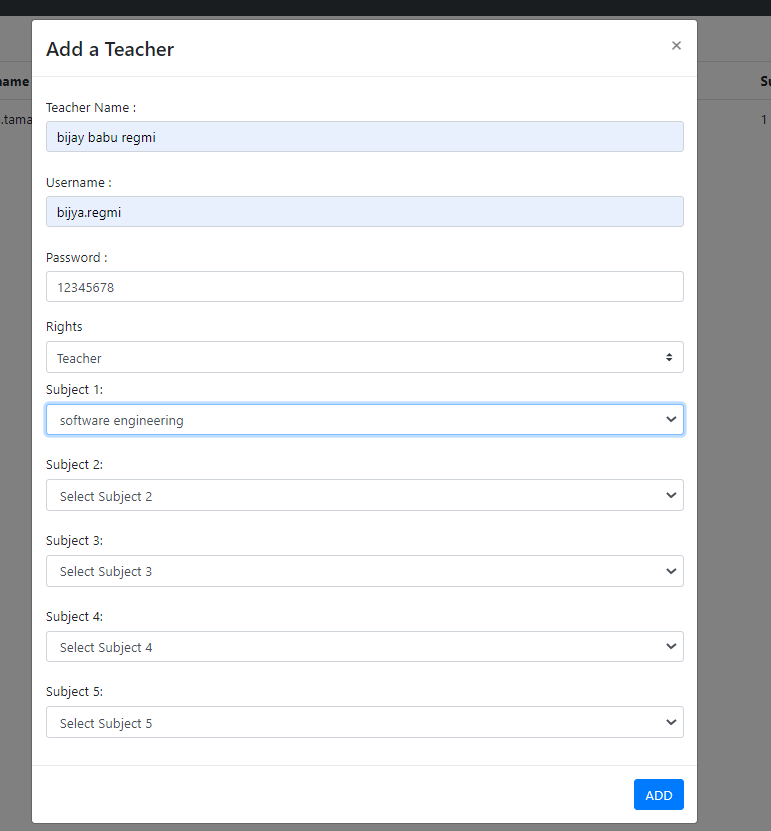 Add a Teacher ×
name
Su
.tama
1
Teacher Name :
bijay babu regmi
Username :
bijya.regmi
Password :
12345678
Rights
Teacher
Subject 1:
software engineering
Subject 2:
Select Subject 2
Subject 3:
Select Subject 3
Subject 4:
Select Subject 4
Subject 5:
Select Subject 5
ADD